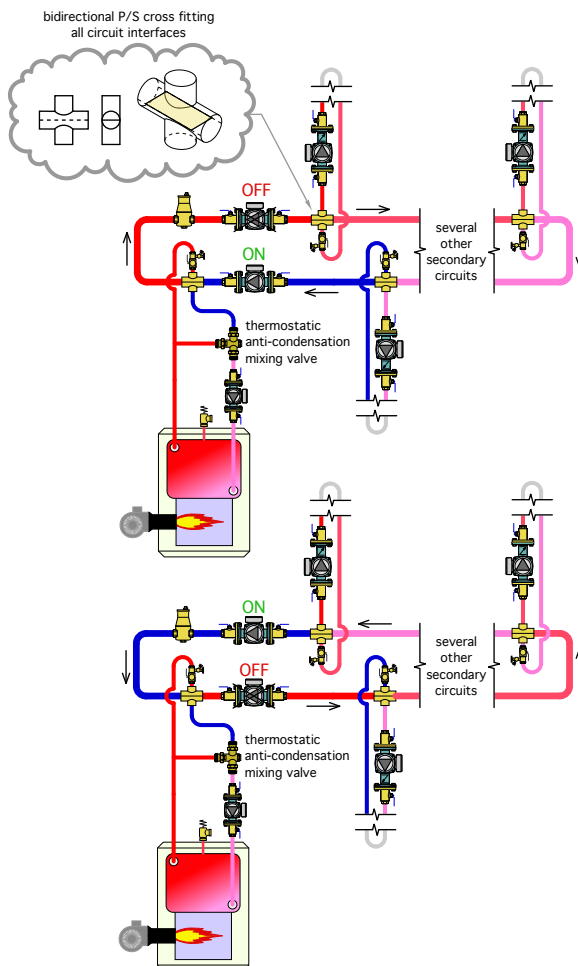 bidirectional P/S cross fitting
all circuit interfaces
OFF
several
other
secondary
circuits
ON
thermostatic
anti-condensation
mixing valve
ON
several
other
secondary
circuits
OFF
thermostatic
anti-condensation
mixing valve